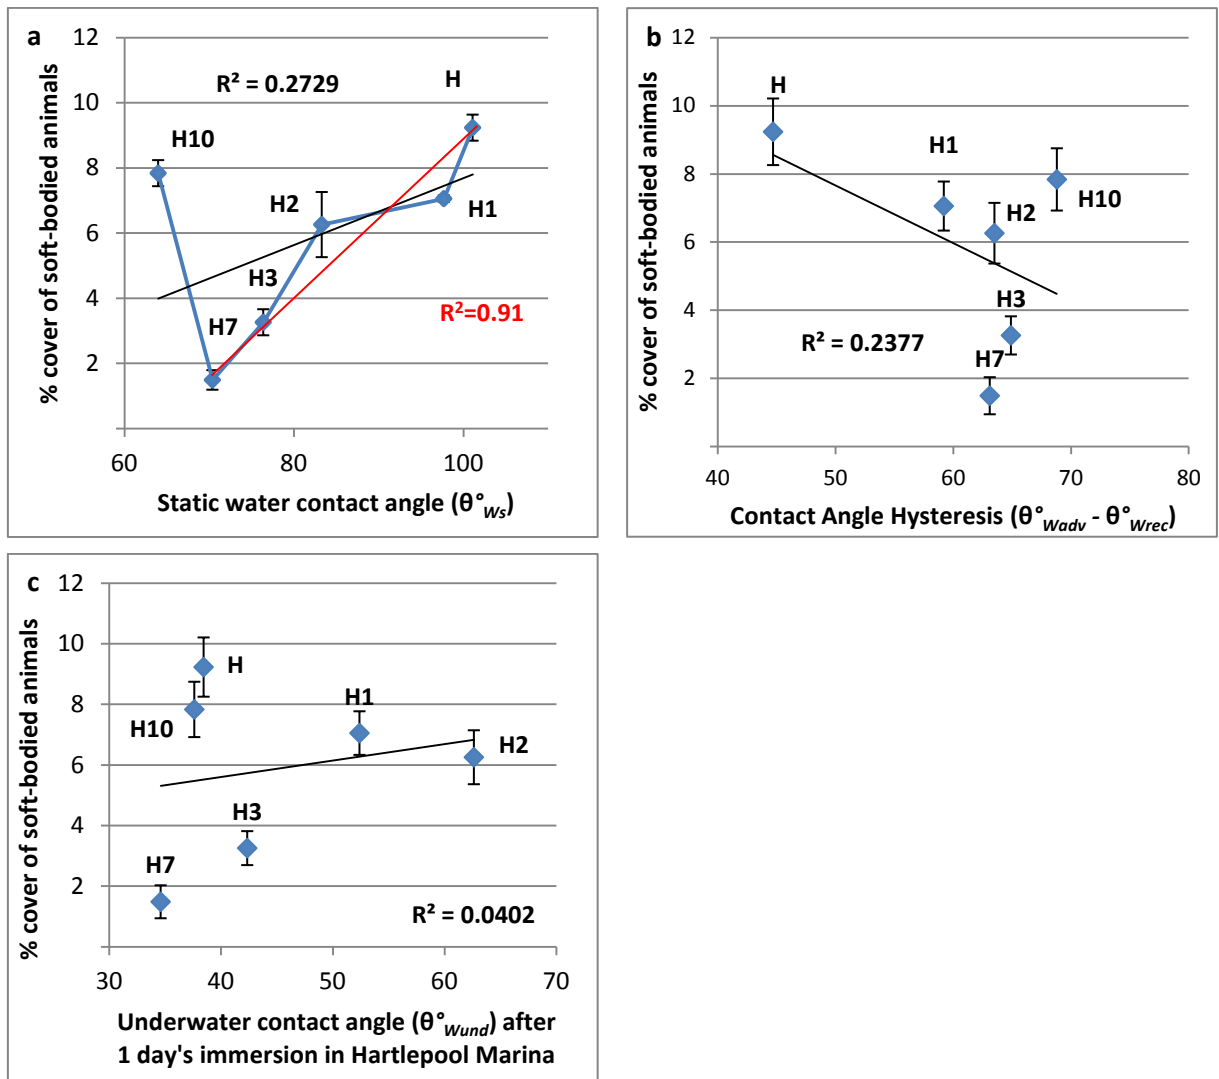 a
12
10
8
6
4
2
% cover of soft-bodied animals
R² = 0.2729
H
H10
H2
H1
H3
H7
R²=0.91
60
80
100
Static water contact angle (θ°Ws)
b
12
10
8
6
4
2
% cover of soft-bodied animals
H
H1
H10
H2
H3
R² = 0.2377
H7
40
50
60
70
80
Contact Angle Hysteresis (θ°Wadv - θ°Wrec)
c
12
10
8
6
4
2
% cover of soft-bodied animals
H
H1
H10
H2
H3
H7
R² = 0.0402
30
40
50
60
70
Underwater contact angle (θ°Wund) after
1 day's immersion in Hartlepool Marina